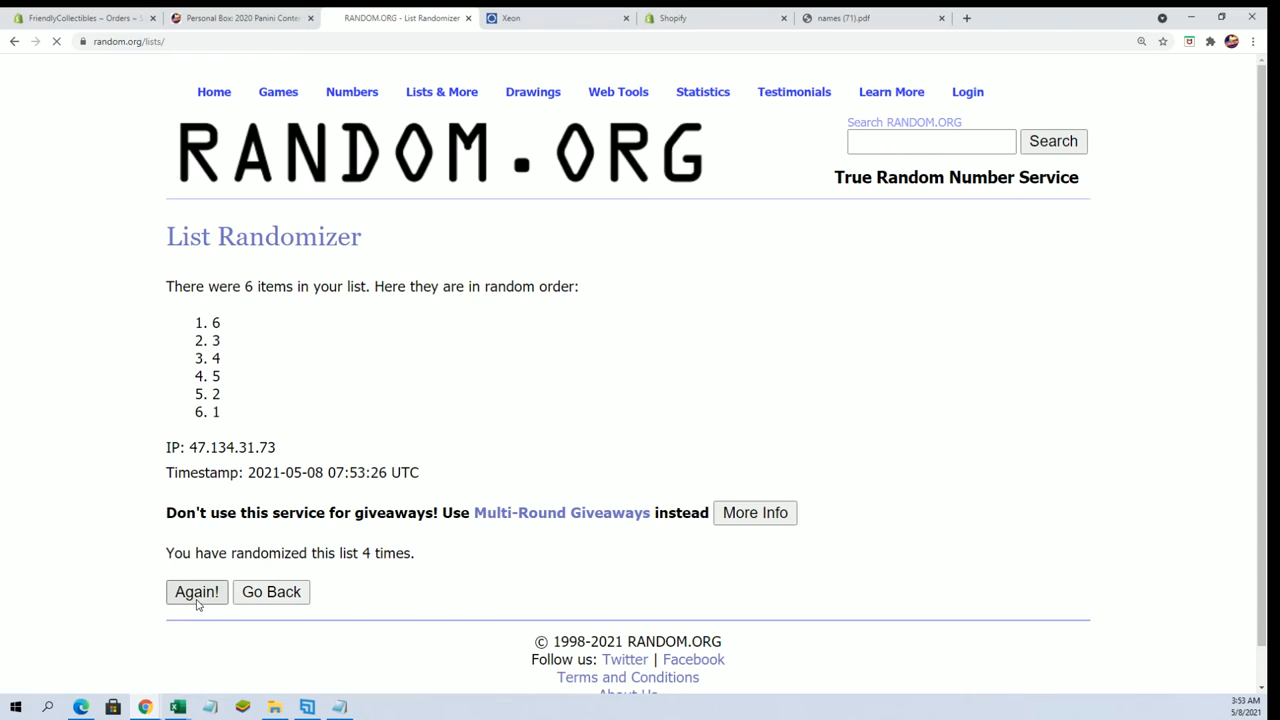 FriendlyCollectibles ~ Orders ~ S
Personal Box: 2020 Panini Conten
RANDOM.ORG - List Randomizer
Xeon
Shopify
names (71).pdf
random.org/lists/
Home Games Numbers Lists & More Drawings Web Tools Statistics Testimonials Learn More Login
RANDOM.ORG
Search RANDOM.ORG
Search
True Random Number Service
List Randomizer
There were 6 items in your list. Here they are in random order:
1. 6
2. 3
3. 4
4. 5
5. 2
6. 1
IP: 47.134.31.73
Timestamp: 2021-05-08 07:53:26 UTC
Don't use this service for giveaways! Use Multi-Round Giveaways instead More Info
You have randomized this list 4 times.
Again! Go Back
© 1998-2021 RANDOM.ORG
Follow us: Twitter | Facebook
Terms and Conditions
About Us
3:53 AM
5/8/2021